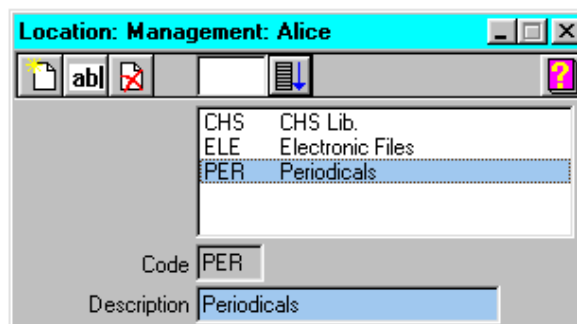 Location: Management: Alice
abl
?
CHS CHS Lib.
ELE Electronic Files
PER Periodicals
Code PER
Description Periodicals